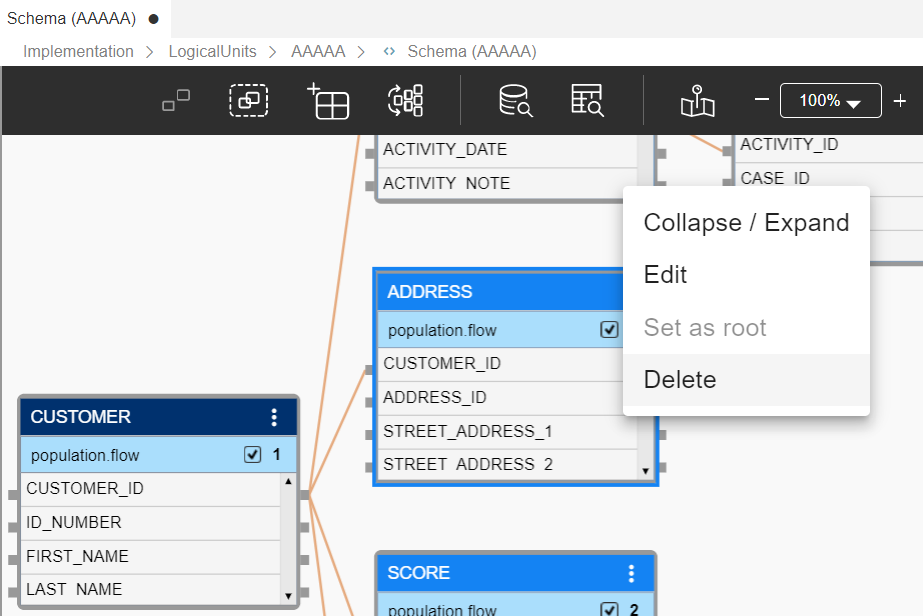 Schema (AAAAA) ●
Implementation > LogicalUnits > AAAAA > <> Schema (AAAAA)
− 100% +
ACTIVITY_DATE
ACTIVITY_NOTE
ACTIVITY_ID
CASE_ID
Collapse / Expand
Edit
Set as root
Delete
ADDRESS
population.flow
CUSTOMER_ID
ADDRESS_ID
STREET_ADDRESS_1
STREET_ADDRESS_2
CUSTOMER
population.flow 1
CUSTOMER_ID
ID_NUMBER
FIRST_NAME
LAST_NAME
SCORE
population.flow 2